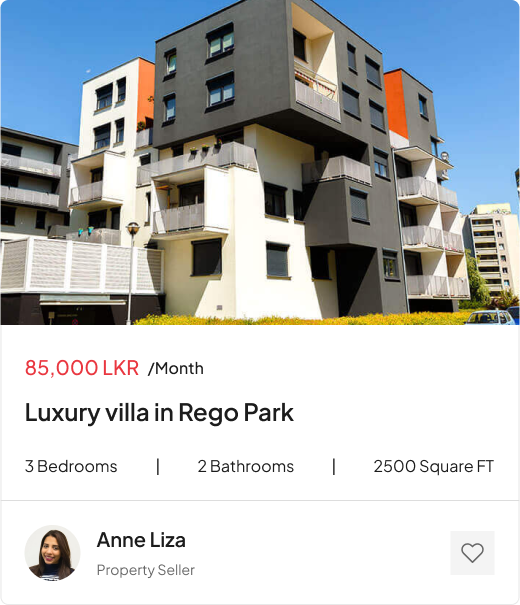 85,000 LKR /Month
Luxury villa in Rego Park
3 Bedrooms | 2 Bathrooms | 2500 Square FT
Anne Liza
Property Seller